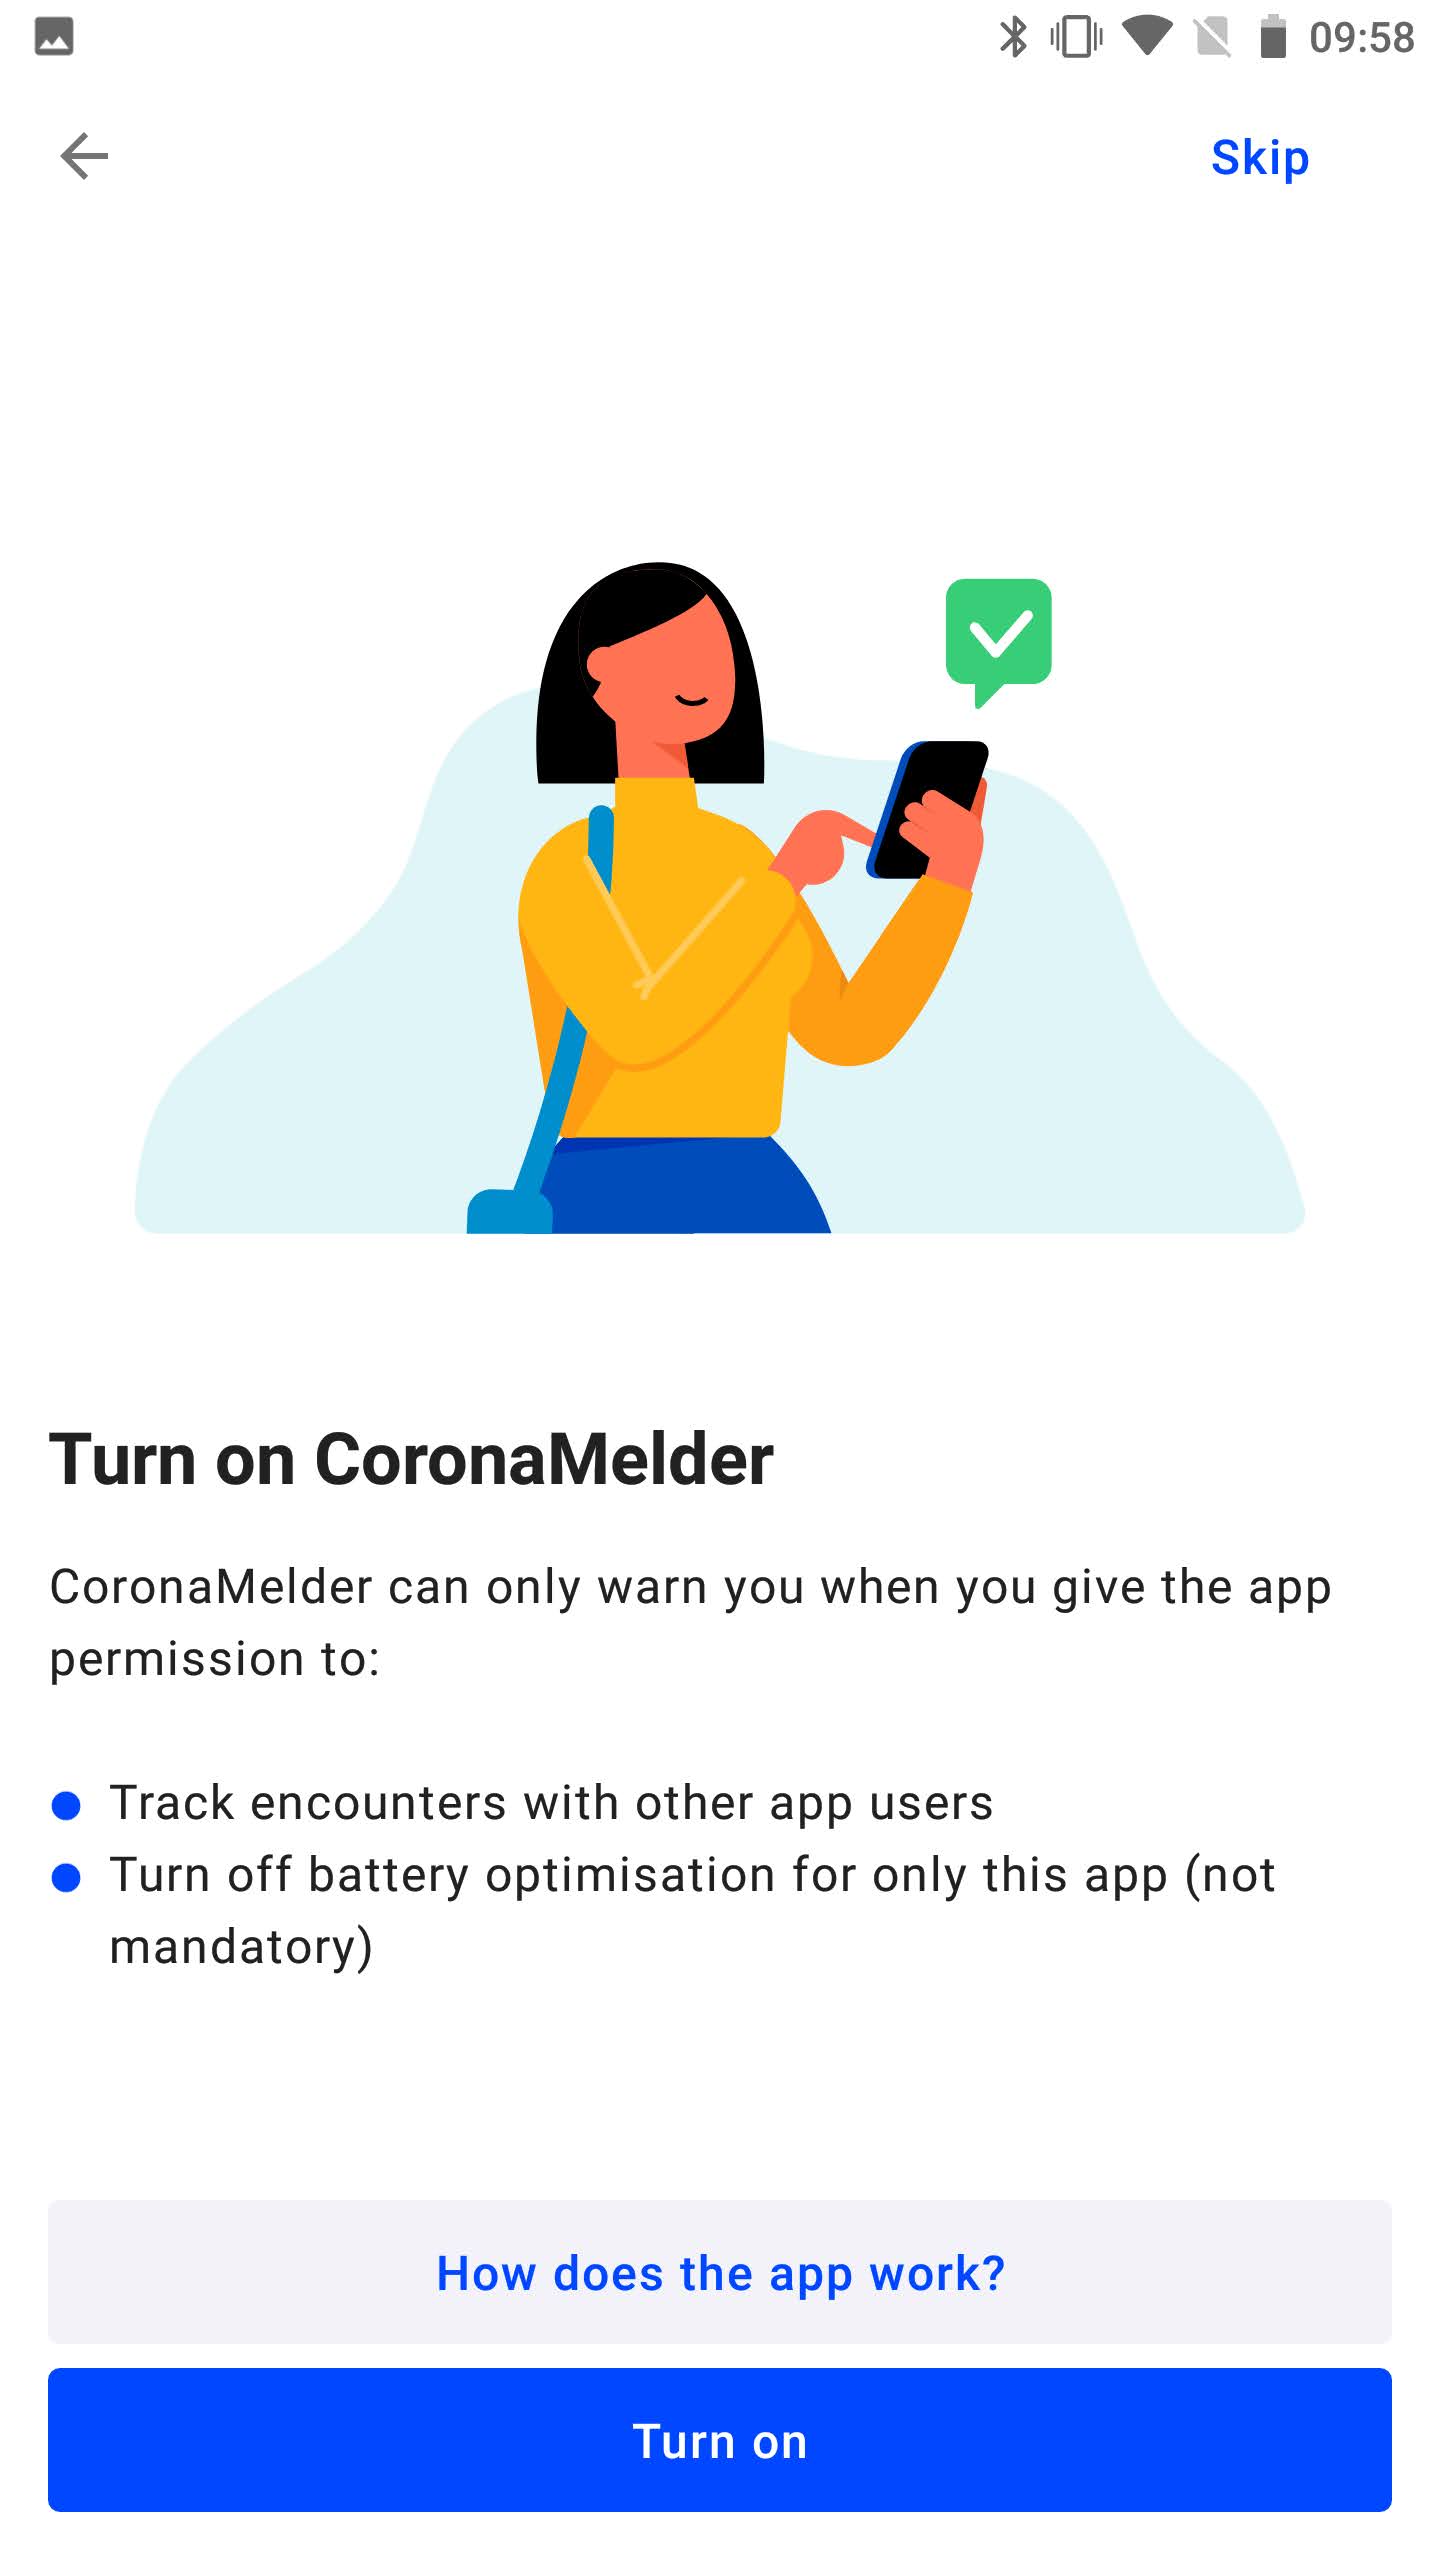 09:58
Skip
Turn on CoronaMelder
CoronaMelder can only warn you when you give the app
permission to:
Track encounters with other app users
Turn off battery optimisation for only this app (not
mandatory)
How does the app work?
Turn on